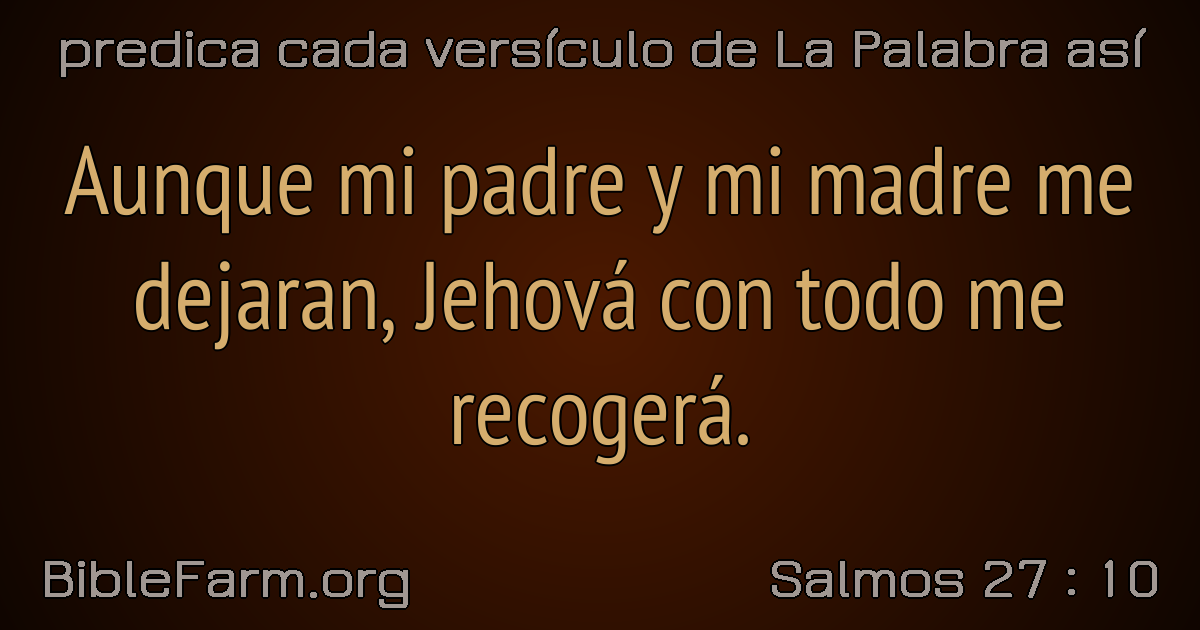 predica cada versículo de La Palabra así
Aunque mi padre y mi madre me
dejaran, Jehová con todo me
recogerá.
BibleFarm.org
Salmos 27 : 10